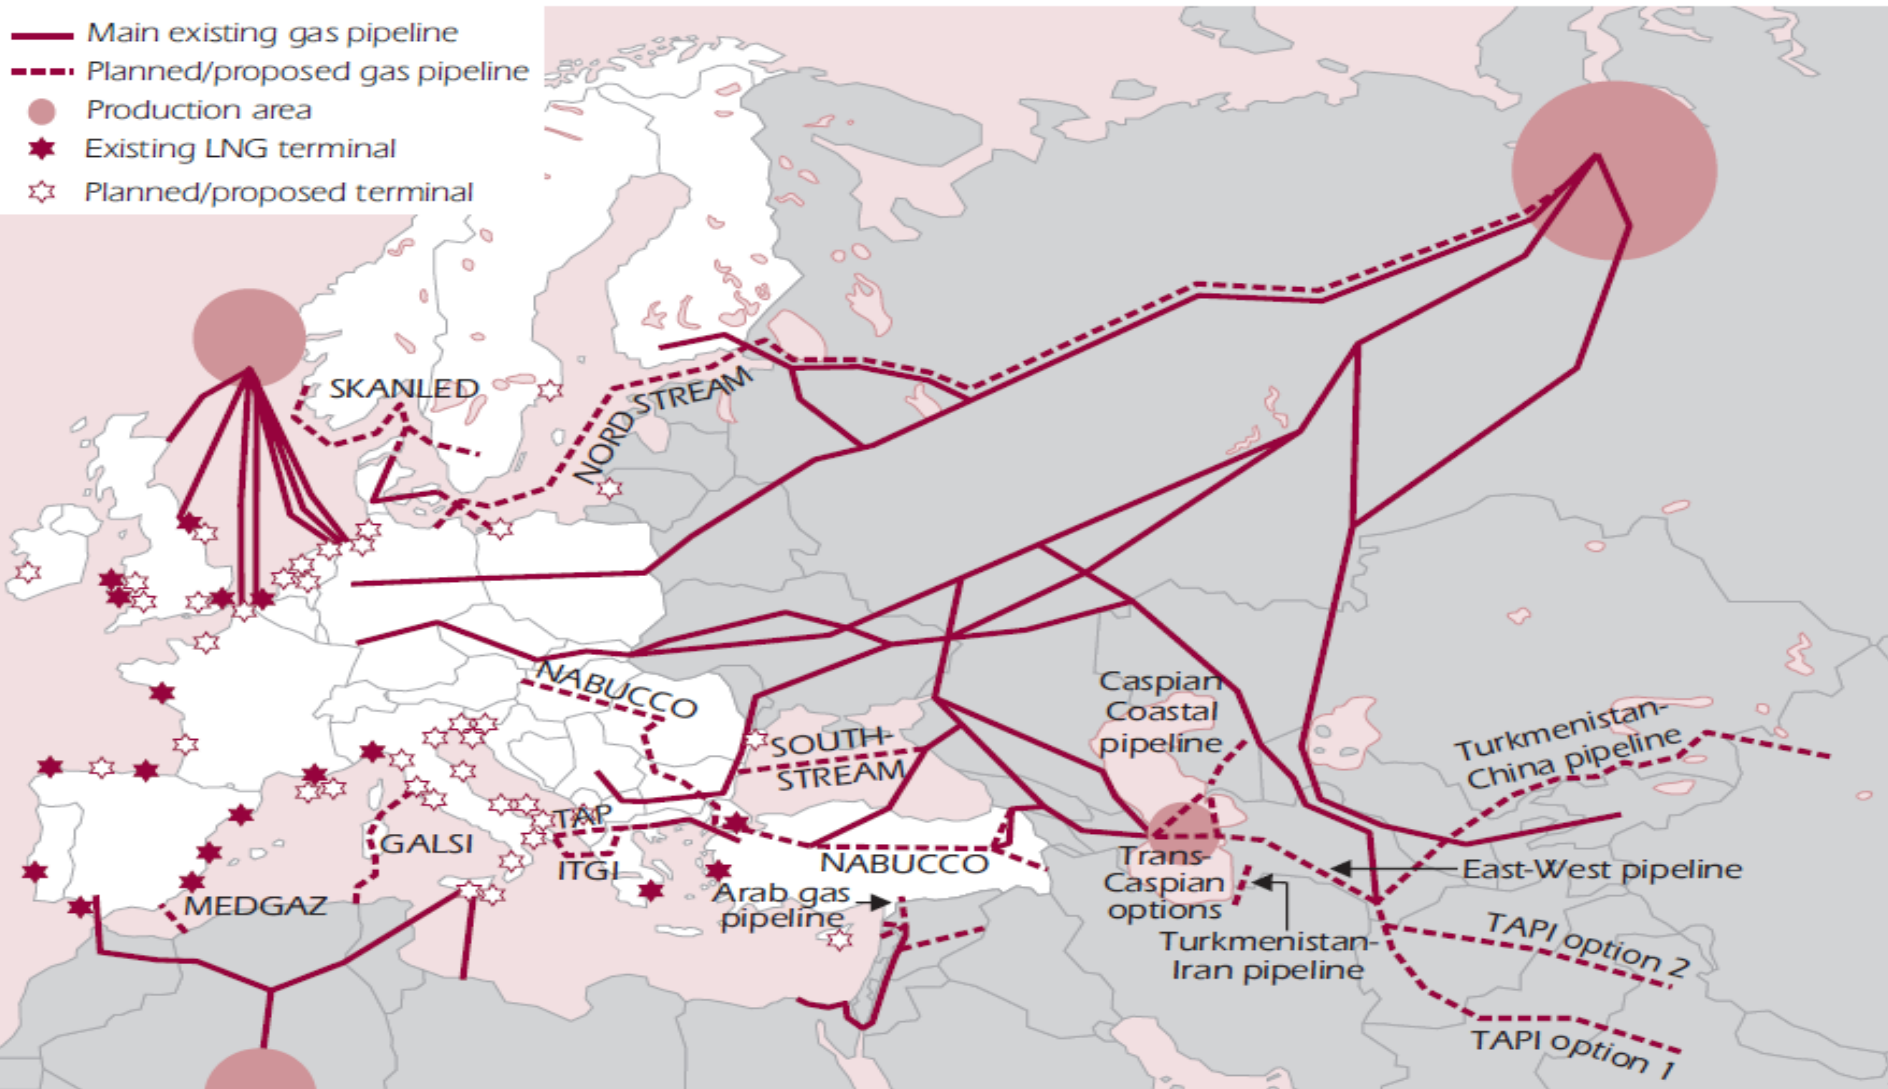 Main existing gas pipeline
Planned/proposed gas pipeline
Production area
Existing LNG terminal
Planned/proposed terminal
SKANLED
NORD STREAM
NABUCCO
SOUTH-
STREAM
Caspian
Coastal
pipeline
Turkmenistan-
China pipeline
TAP
ITGI
GALSI
MEDGAZ
NABUCCO
Arab gas
pipeline
Trans-
Caspian
options
East-West pipeline
Turkmenistan-
Iran pipeline
TAPI option 2
TAPI option 1